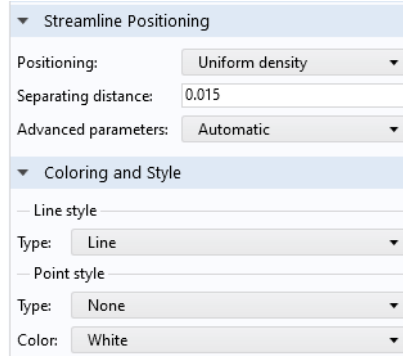 Streamline Positioning
Positioning: Uniform density
Separating distance: 0.015
Advanced parameters: Automatic
Coloring and Style
Line style
Type: Line
Point style
Type: None
Color: White